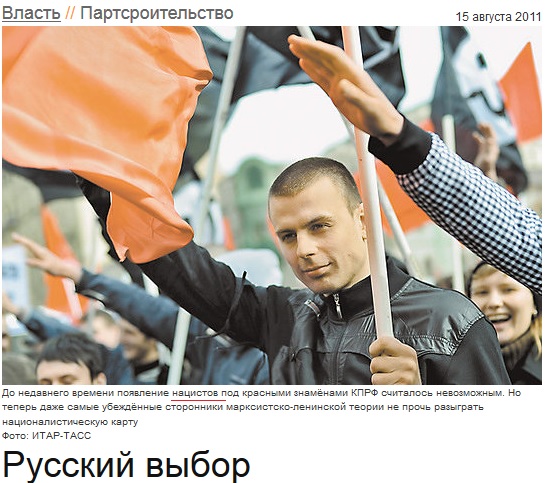 Власть // Партсроительство
15 августа 2011
До недавнего времени появление нацистов под красными знамёнами КПРФ считалось невозможным. Но
теперь даже самые убеждённые сторонники марксистско-ленинской теории не прочь разыграть
националистическую карту
Фото: ИТАР-ТАСС
Русский выбор